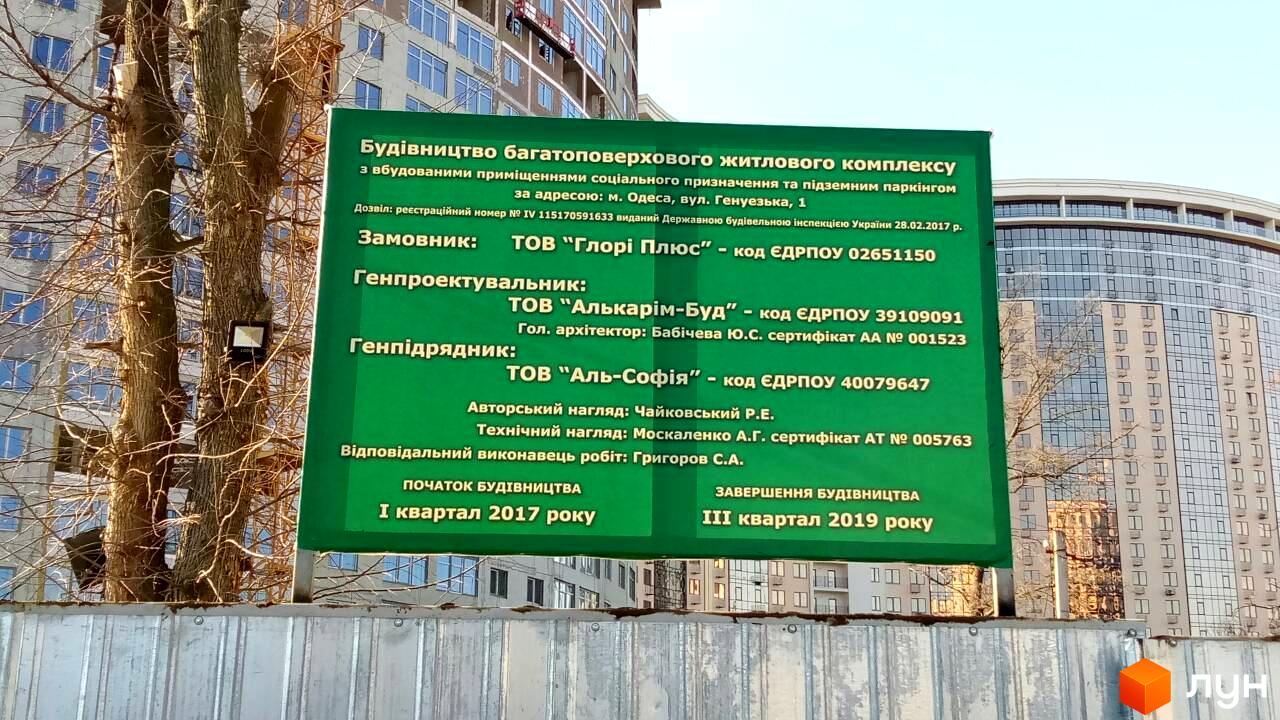 Будівництво багатоповерхового житлового комплексу
з вбудованими приміщеннями соціального призначення та підземним паркінгом
за адресою: м. Одеса, вул. Генуезька, 1
Дозвіл: реєстраційний номер № IV 115170591633 виданий Державною будівельною інспекцією України 28.02.2017 р.
Замовник: ТОВ “Глорі Плюс” – код ЄДРПОУ 02651150
Генпроектувальник:
ТОВ “Алькарім-Буд” – код ЄДРПОУ 39109091
Гол. архітектор: Бабічева Ю.С. сертифікат АА № 001523
Генпідрядник:
ТОВ “Аль-Софія” – код ЄДРПОУ 40079647
Авторський нагляд: Чайковський Р.Е.
Технічний нагляд: Москаленко А.Г. сертифікат АТ № 005763
Відповідальний виконавець робіт: Григоров С.А.
ПОЧАТОК БУДІВНИЦТВА
І квартал 2017 року
ЗАВЕРШЕННЯ БУДІВНИЦТВА
ІІІ квартал 2019 року
лун